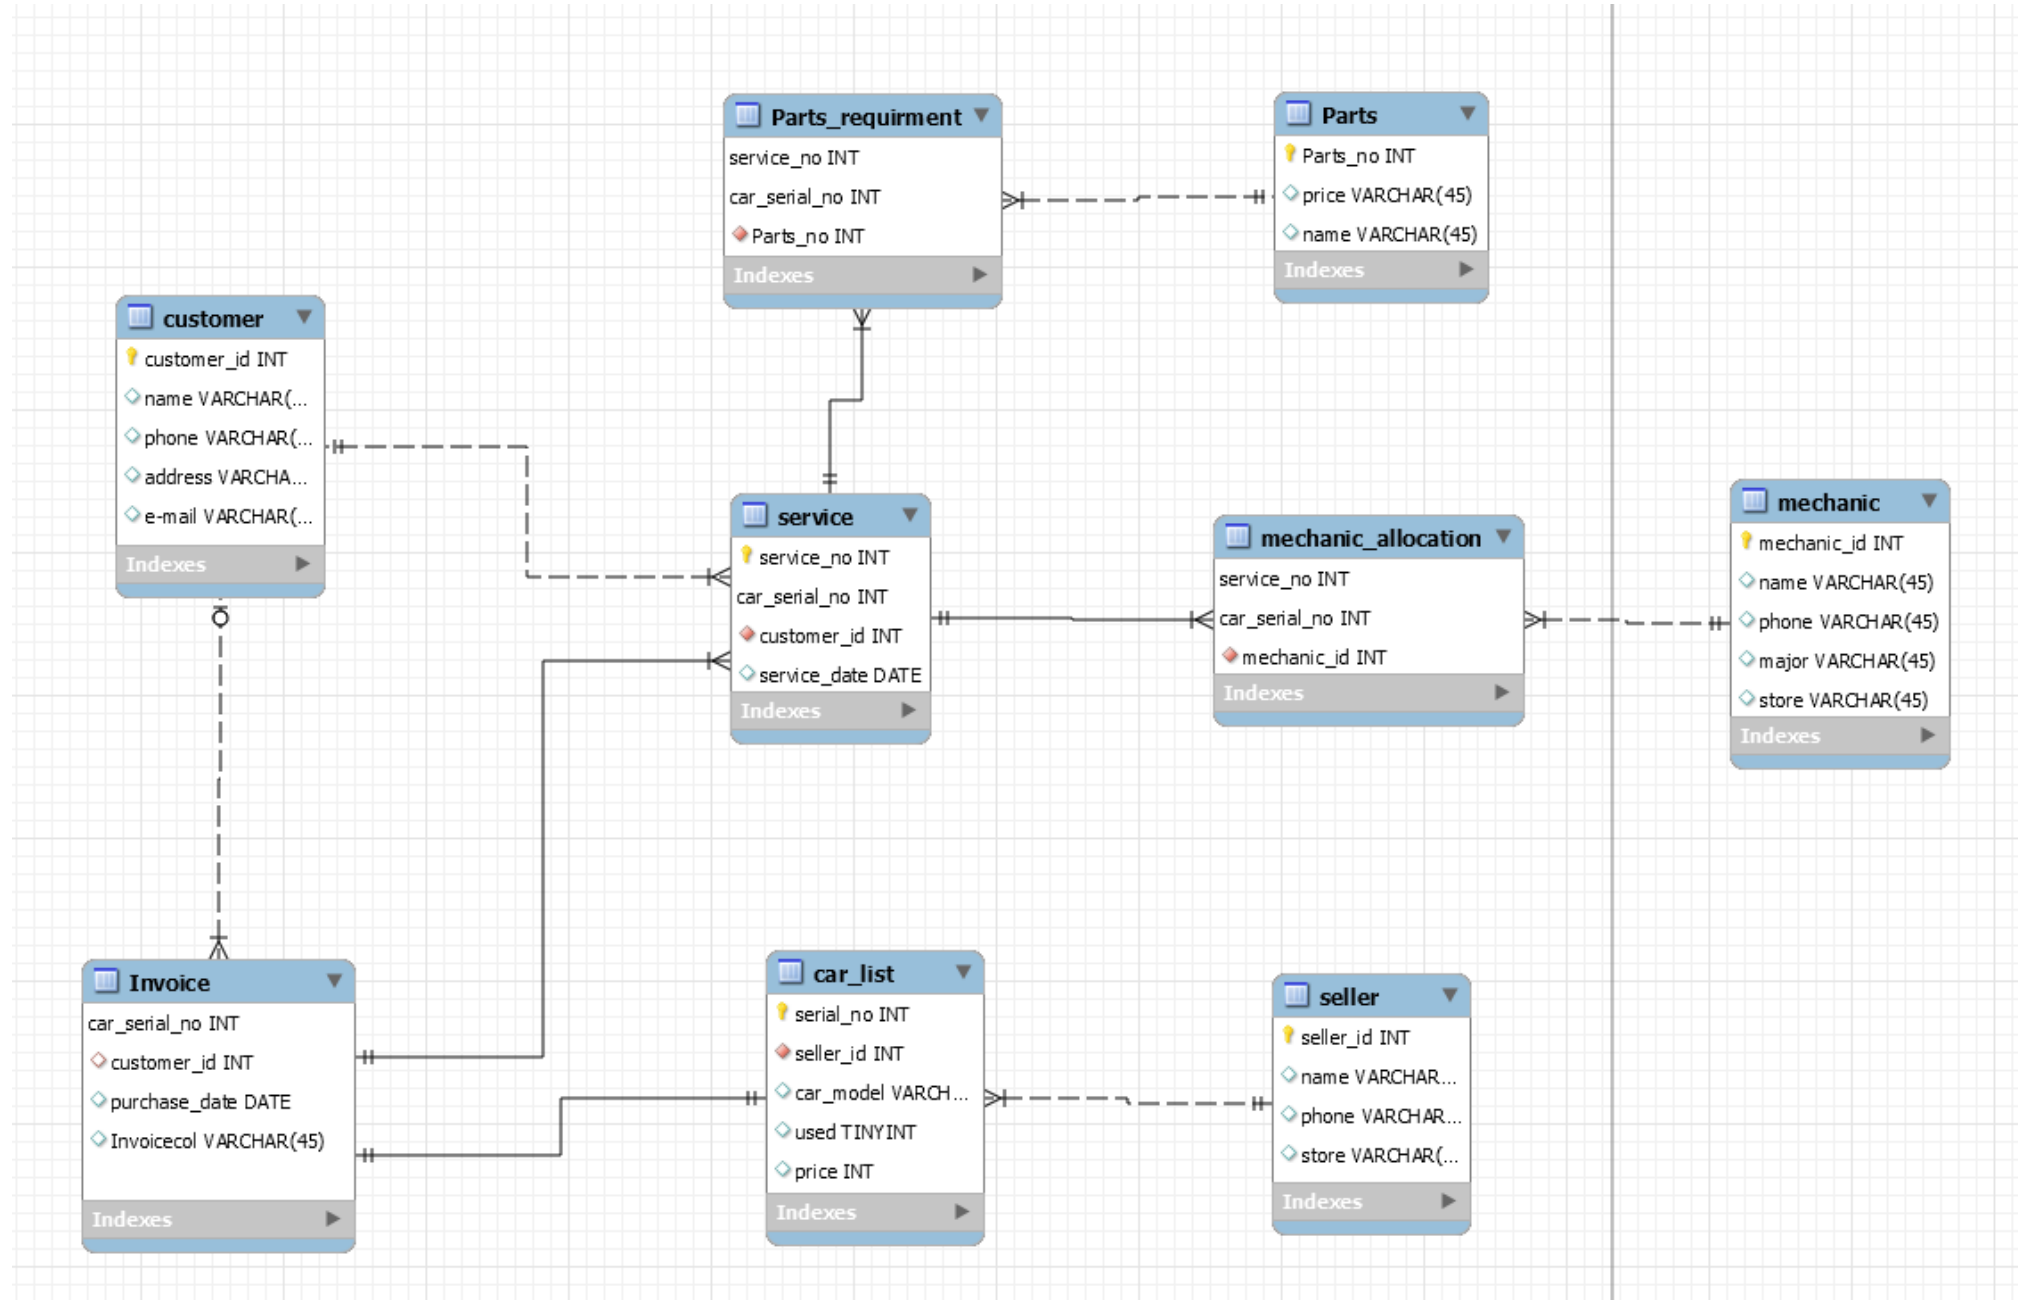 Parts_requirment
service_no INT
car_serial_no INT
Parts_no INT
Indexes
Parts
Parts_no INT
price VARCHAR(45)
name VARCHAR(45)
Indexes
customer
customer_id INT
name VARCHAR(...
phone VARCHAR(...
address VARCHA...
e-mail VARCHAR(...
Indexes
service
service_no INT
car_serial_no INT
customer_id INT
service_date DATE
Indexes
mechanic_allocation
service_no INT
car_serial_no INT
mechanic_id INT
Indexes
mechanic
mechanic_id INT
name VARCHAR(45)
phone VARCHAR(45)
major VARCHAR(45)
store VARCHAR(45)
Indexes
Invoice
car_serial_no INT
customer_id INT
purchase_date DATE
Invoicecol VARCHAR(45)
Indexes
car_list
serial_no INT
seller_id INT
car_model VARCH...
used TINYINT
price INT
Indexes
seller
seller_id INT
name VARCHAR...
phone VARCHAR...
store VARCHAR(...
Indexes